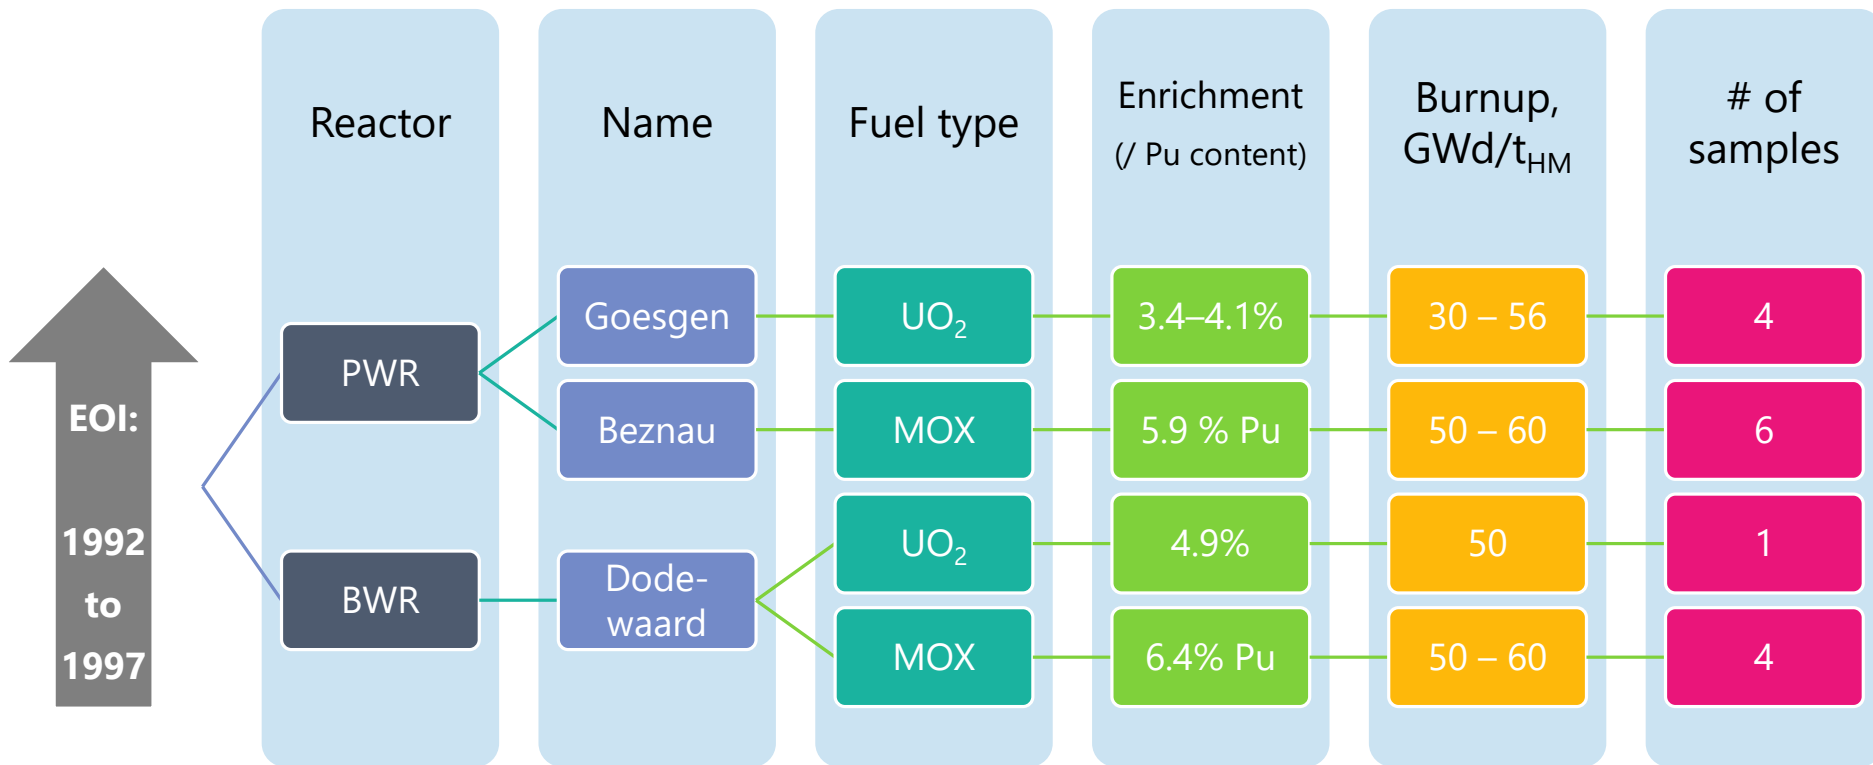 Reactor
Name
Fuel type
Enrichment
(/ Pu content)
Burnup,
GWd/t_HM
# of
samples
EOI:
1992
to
1997
PWR
Goesgen
UO₂
3.4–4.1%
30 – 56
4
Beznau
MOX
5.9 % Pu
50 – 60
6
BWR
Dode-
waard
UO₂
4.9%
50
1
MOX
6.4% Pu
50 – 60
4